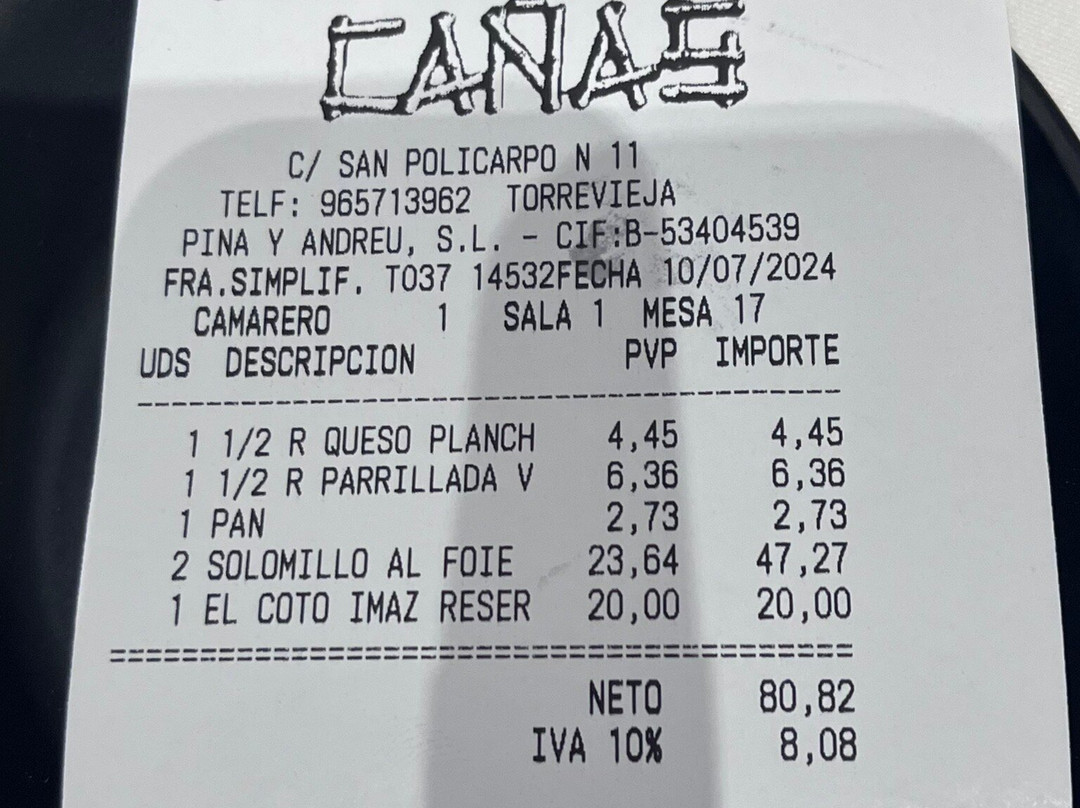 CAÑAS
C/ SAN POLICARPO N 11
TELF: 965713962 TORREVIEJA
PINA Y ANDREU, S.L. - CIF:B-53404539
FRA.SIMPLIF. T037 14532FECHA 10/07/2024
CAMARERO 1 SALA 1 MESA 17
UDS DESCRIPCION PVP IMPORTE
1 1/2 R QUESO PLANCH 4,45 4,45
1 1/2 R PARRILLADA V 6,36 6,36
1 PAN 2,73 2,73
2 SOLOMILLO AL FOIE 23,64 47,27
1 EL COTO IMAZ RESER 20,00 20,00
NETO 80,82
IVA 10% 8,08